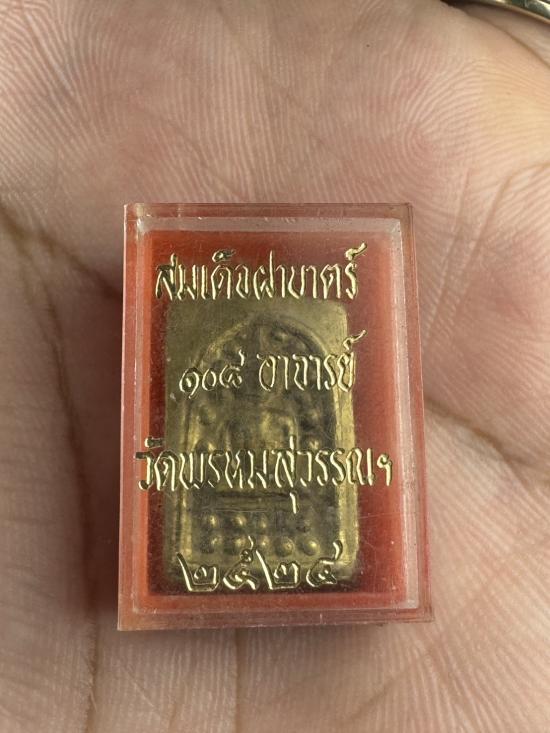 สมเด็จฝาบาตร์
๑๐๘ อาจารย์
วัดพรหมสุวรรณฯ
๒๕๒๔